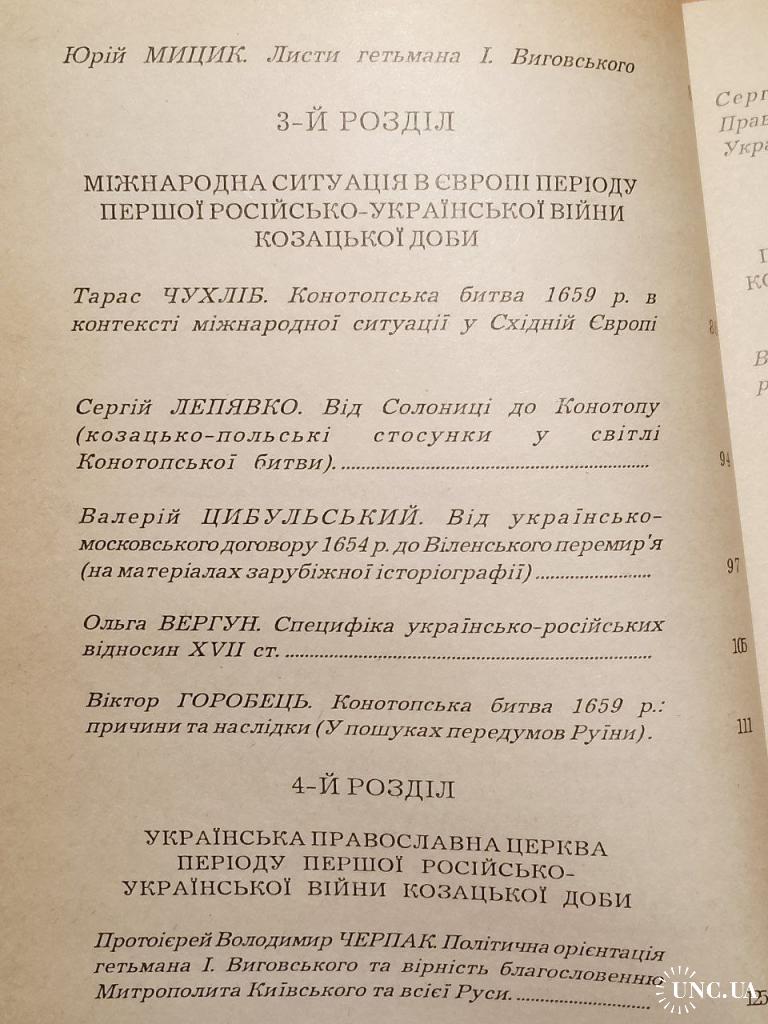 Юрій МИЦИК. Листи гетьмана І. Виговського
3-Й РОЗДІЛ
МІЖНАРОДНА СИТУАЦІЯ В ЄВРОПІ ПЕРІОДУ
ПЕРШОЇ РОСІЙСЬКО-УКРАЇНСЬКОЇ ВІЙНИ
КОЗАЦЬКОЇ ДОБИ
Тарас ЧУХЛІБ. Конотопська битва 1659 р. в
контексті міжнародної ситуації у Східній Європі
Сергій ЛЕПЯВКО. Від Солониці до Конотопу
(козацько-польські стосунки у світлі
Конотопської битви)........................................ 94
Валерій ЦИБУЛЬСЬКИЙ. Від українсько-
московського договору 1654 р. до Віленського перемир'я
(на матеріалах зарубіжної історіографії)............... 97
Ольга ВЕРГУН. Специфіка українсько-російських
відносин XVII ст................................................ 105
Віктор ГОРОБЕЦЬ. Конотопська битва 1659 р.:
причини та наслідки (У пошуках передумов Руїни). 111
4-Й РОЗДІЛ
УКРАЇНСЬКА ПРАВОСЛАВНА ЦЕРКВА
ПЕРІОДУ ПЕРШОЇ РОСІЙСЬКО-
УКРАЇНСЬКОЇ ВІЙНИ КОЗАЦЬКОЇ ДОБИ
Протоієрей Володимир ЧЕРПАК. Політична орієнтація
гетьмана І. Виговського та вірність благословенню
Митрополита Київського та всієї Руси................... 125
UNC.UA